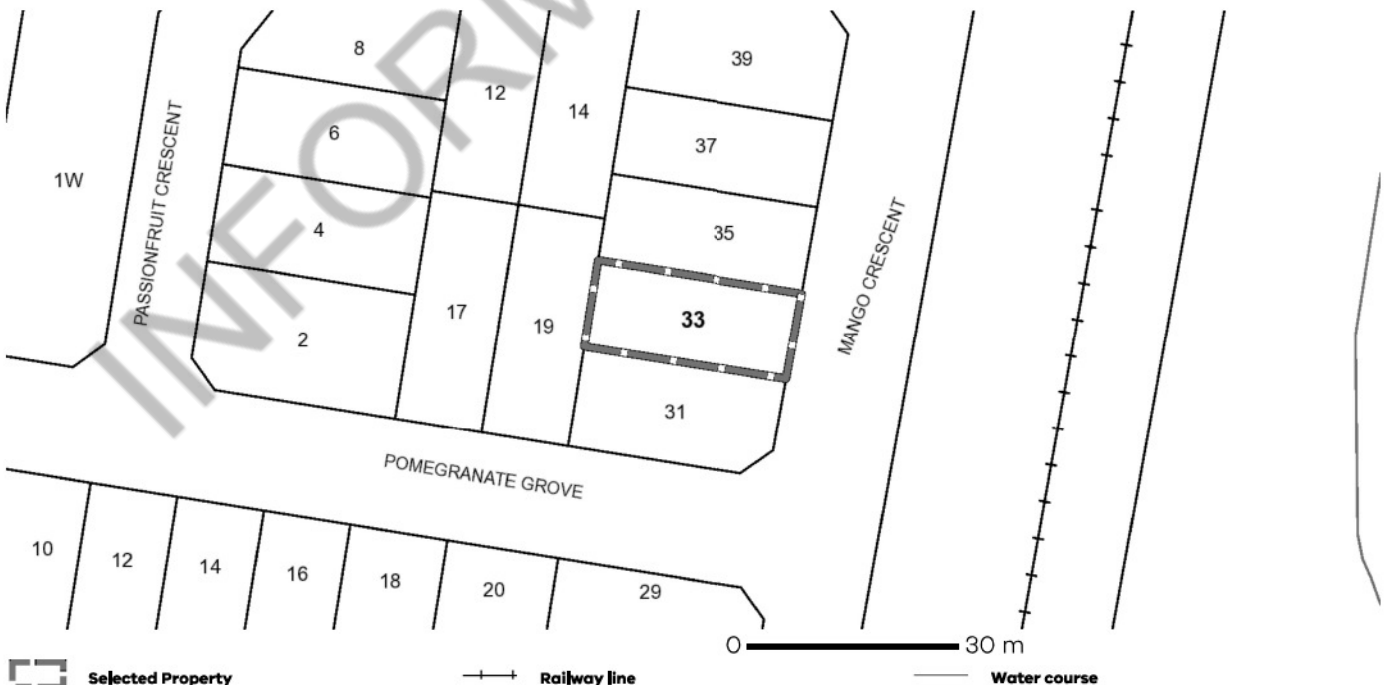 8
12
14
39
6
37
1W
PASSIONFRUIT CRESCENT
4
35
MANGO CRESCENT
2
17
19
33
31
POMEGRANATE GROVE
10
12
14
16
18
20
29
INFORM
0 30 m
Selected Property
Railway line
Water course